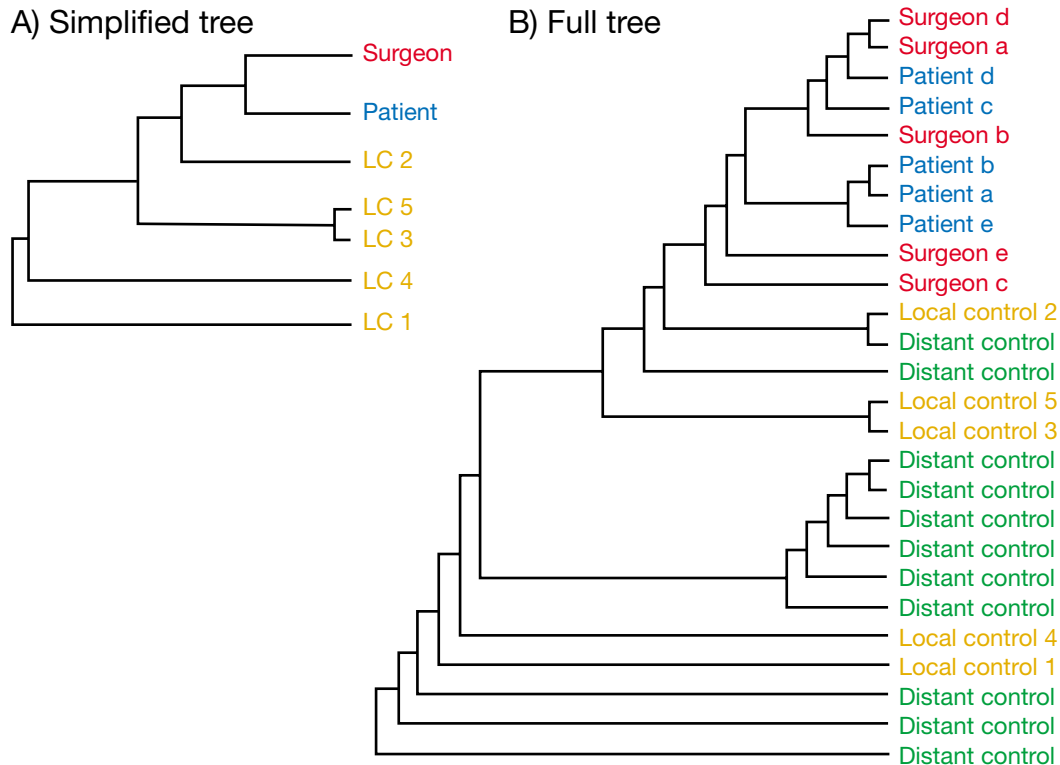 A) Simplified tree
Surgeon
Patient
LC 2
LC 5
LC 3
LC 4
LC 1
B) Full tree
Surgeon d
Surgeon a
Patient d
Patient c
Surgeon b
Patient b
Patient a
Patient e
Surgeon e
Surgeon c
Local control 2
Distant control
Distant control
Local control 5
Local control 3
Distant control
Distant control
Distant control
Distant control
Distant control
Distant control
Local control 4
Local control 1
Distant control
Distant control
Distant control